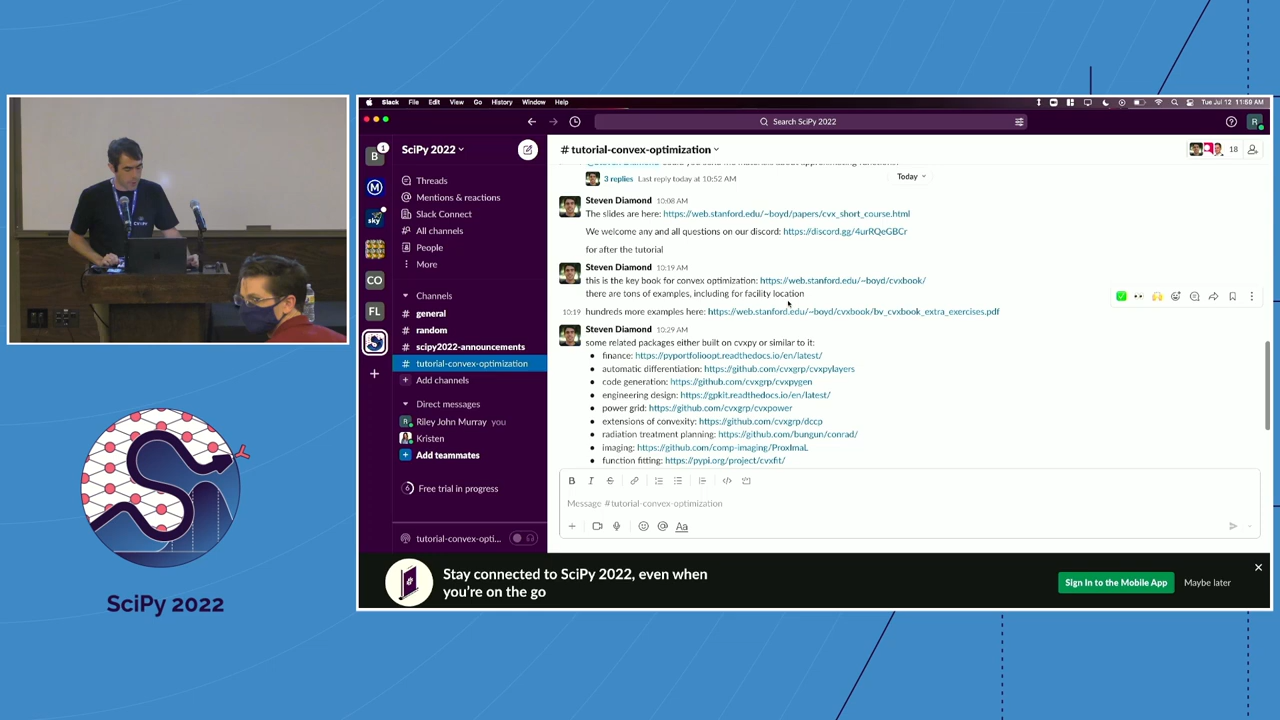 Slack File Edit View Go History Window Help
Tue Jul 12 11:59 AM
Search SciPy 2022
R
B
1
SciPy 2022
# tutorial-convex-optimization
18
Threads
Mentions & reactions
Slack Connect
All channels
People
More
sky
CO
FL
Channels
# general
# random
# scipy2022-announcements
# tutorial-convex-optimization
Add channels
Direct messages
Riley John Murray you
Kristen
Add teammates
Free trial in progress
tutorial-convex-opti...
3 replies Last reply today at 10:52 AM
Today
Steven Diamond 10:08 AM
The slides are here: https://web.stanford.edu/~boyd/papers/cvx_short_course.html
We welcome any and all questions on our discord: https://discord.gg/4urRQeGBCr
for after the tutorial
Steven Diamond 10:19 AM
this is the key book for convex optimization: https://web.stanford.edu/~boyd/cvxbook/
there are tons of examples, including for facility location
10:19 hundreds more examples here: https://web.stanford.edu/~boyd/cvxbook/bv_cvxbook_extra_exercises.pdf
Steven Diamond 10:29 AM
some related packages either built on cvxpy or similar to it:
• finance: https://pyportfolioopt.readthedocs.io/en/latest/
• automatic differentiation: https://github.com/cvxgrp/cvxpylayers
• code generation: https://github.com/cvxgrp/cvxpygen
• engineering design: https://gpkit.readthedocs.io/en/latest/
• power grid: https://github.com/cvxgrp/cvxpower
• extensions of convexity: https://github.com/cvxgrp/dccp
• radiation treatment planning: https://github.com/bungun/conrad/
• imaging: https://github.com/comp-imaging/ProxImaL
• function fitting: https://pypi.org/project/cvxfit/
B I S
Message #tutorial-convex-optimization
Aa
Stay connected to SciPy 2022, even when
you're on the go
Sign In to the Mobile App
Maybe later
SciPy 2022